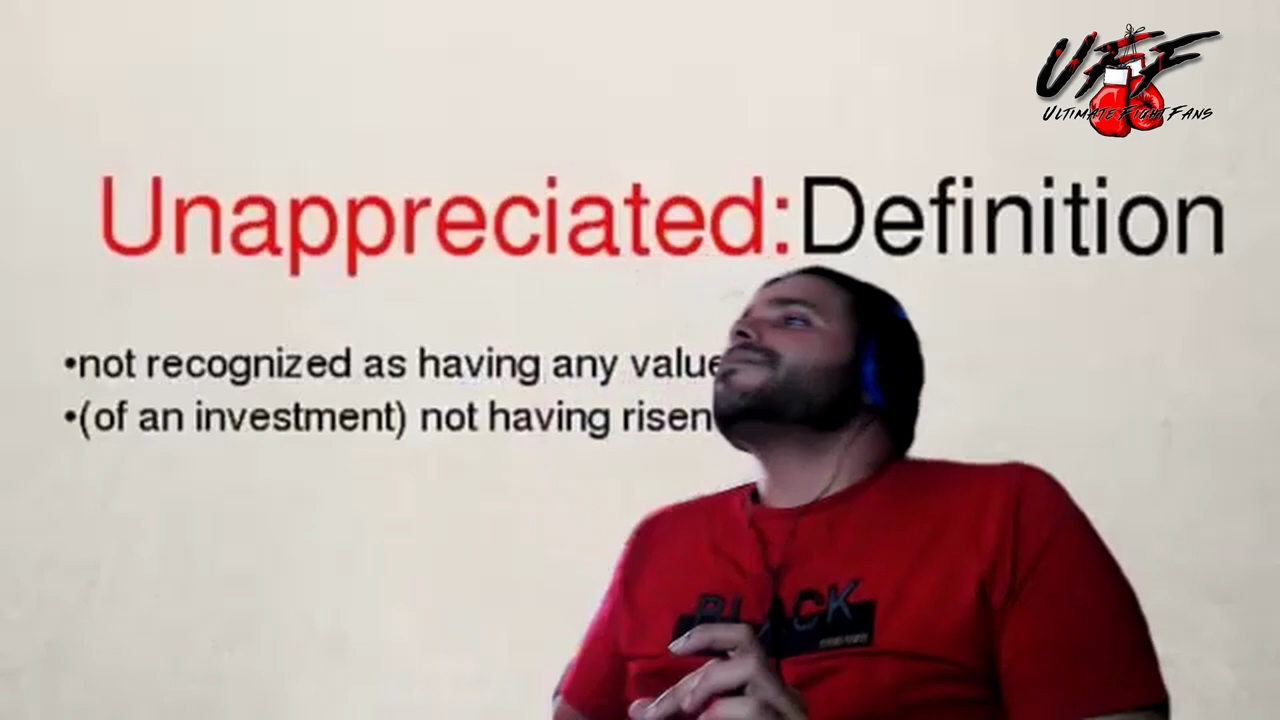 UFF
ULTIMATE FIGHT FANS
Unappreciated:Definition
•not recognized as having any value
•(of an investment) not having risen
BLACK